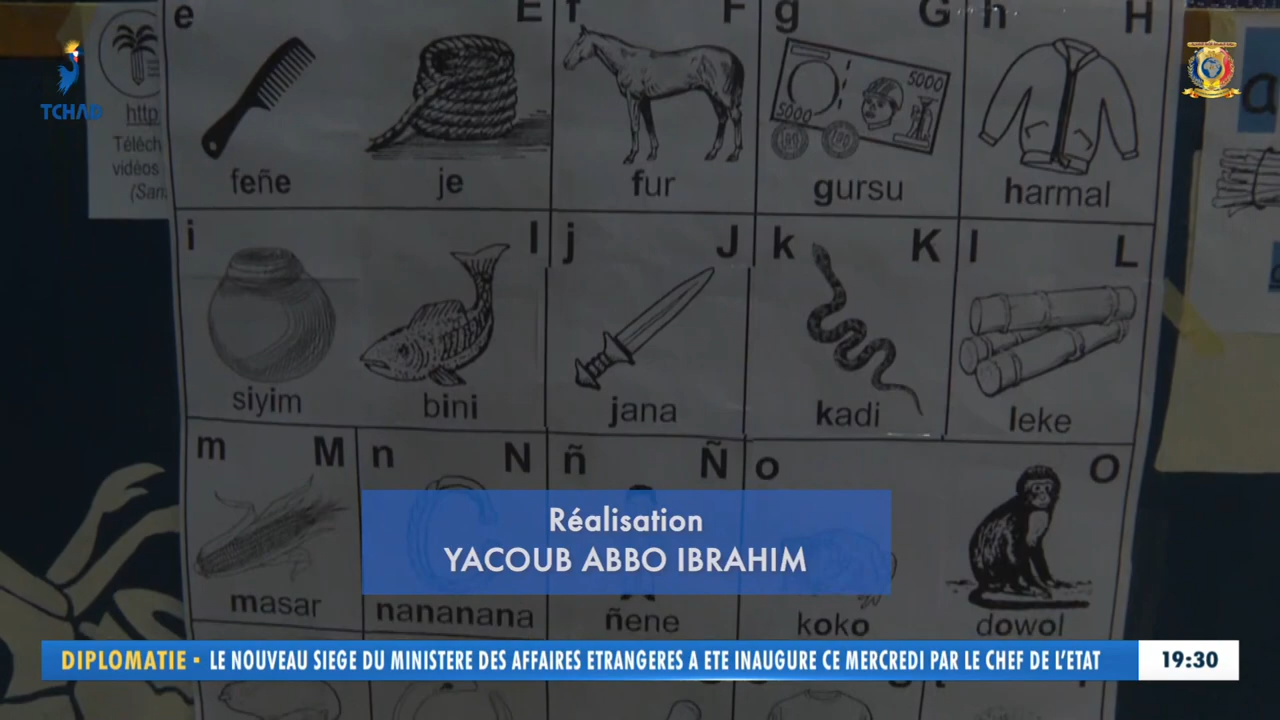 e E f F g G h H
TCHAD
http
Téléch
vidéos
(San
5000
5000
feñe je fur gursu harmal
i I j J k K l L
siyim bini jana kadi leke
m M n N ñ Ñ o O
Réalisation
YACOUB ABBO IBRAHIM
masar nananana ñene koko dowol
DIPLOMATIE - LE NOUVEAU SIEGE DU MINISTERE DES AFFAIRES ETRANGERES A ETE INAUGURE CE MERCREDI PAR LE CHEF DE L'ETAT 19:30